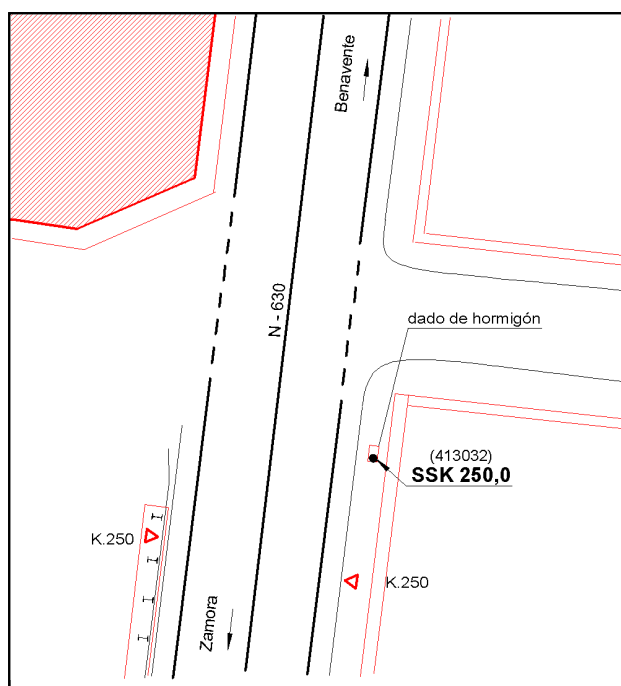 Benavente
N - 630
dado de hormigón
(413032)
SSK 250,0
K.250
K.250
Zamora